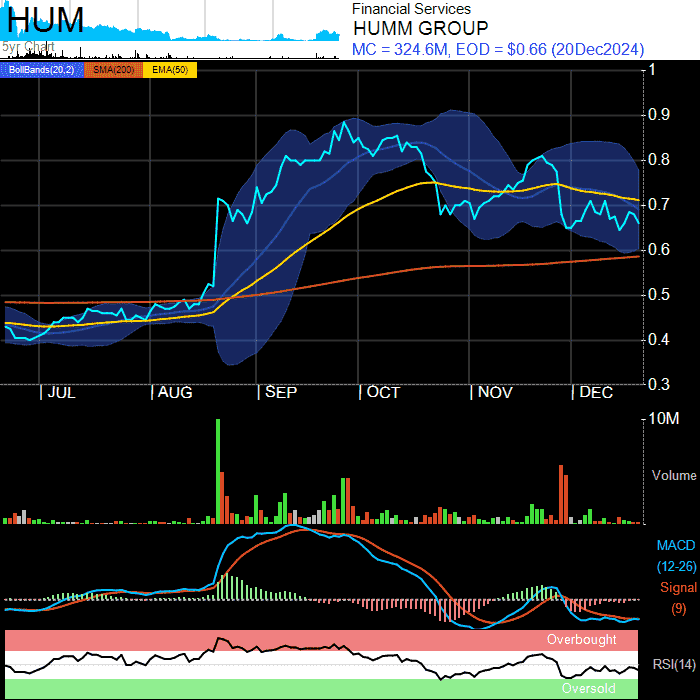 HUM
5yr Chart
Financial Services
HUMM GROUP
MC = 324.6M, EOD = $0.66 (20Dec2024)
BollBands(20,2) SMA(200) EMA(50)
1
0.9
0.8
0.7
0.6
0.5
0.4
0.3
JUL AUG SEP OCT NOV DEC
10M
Volume
MACD
(12-26)
Signal
(9)
Overbought
RSI(14)
Oversold